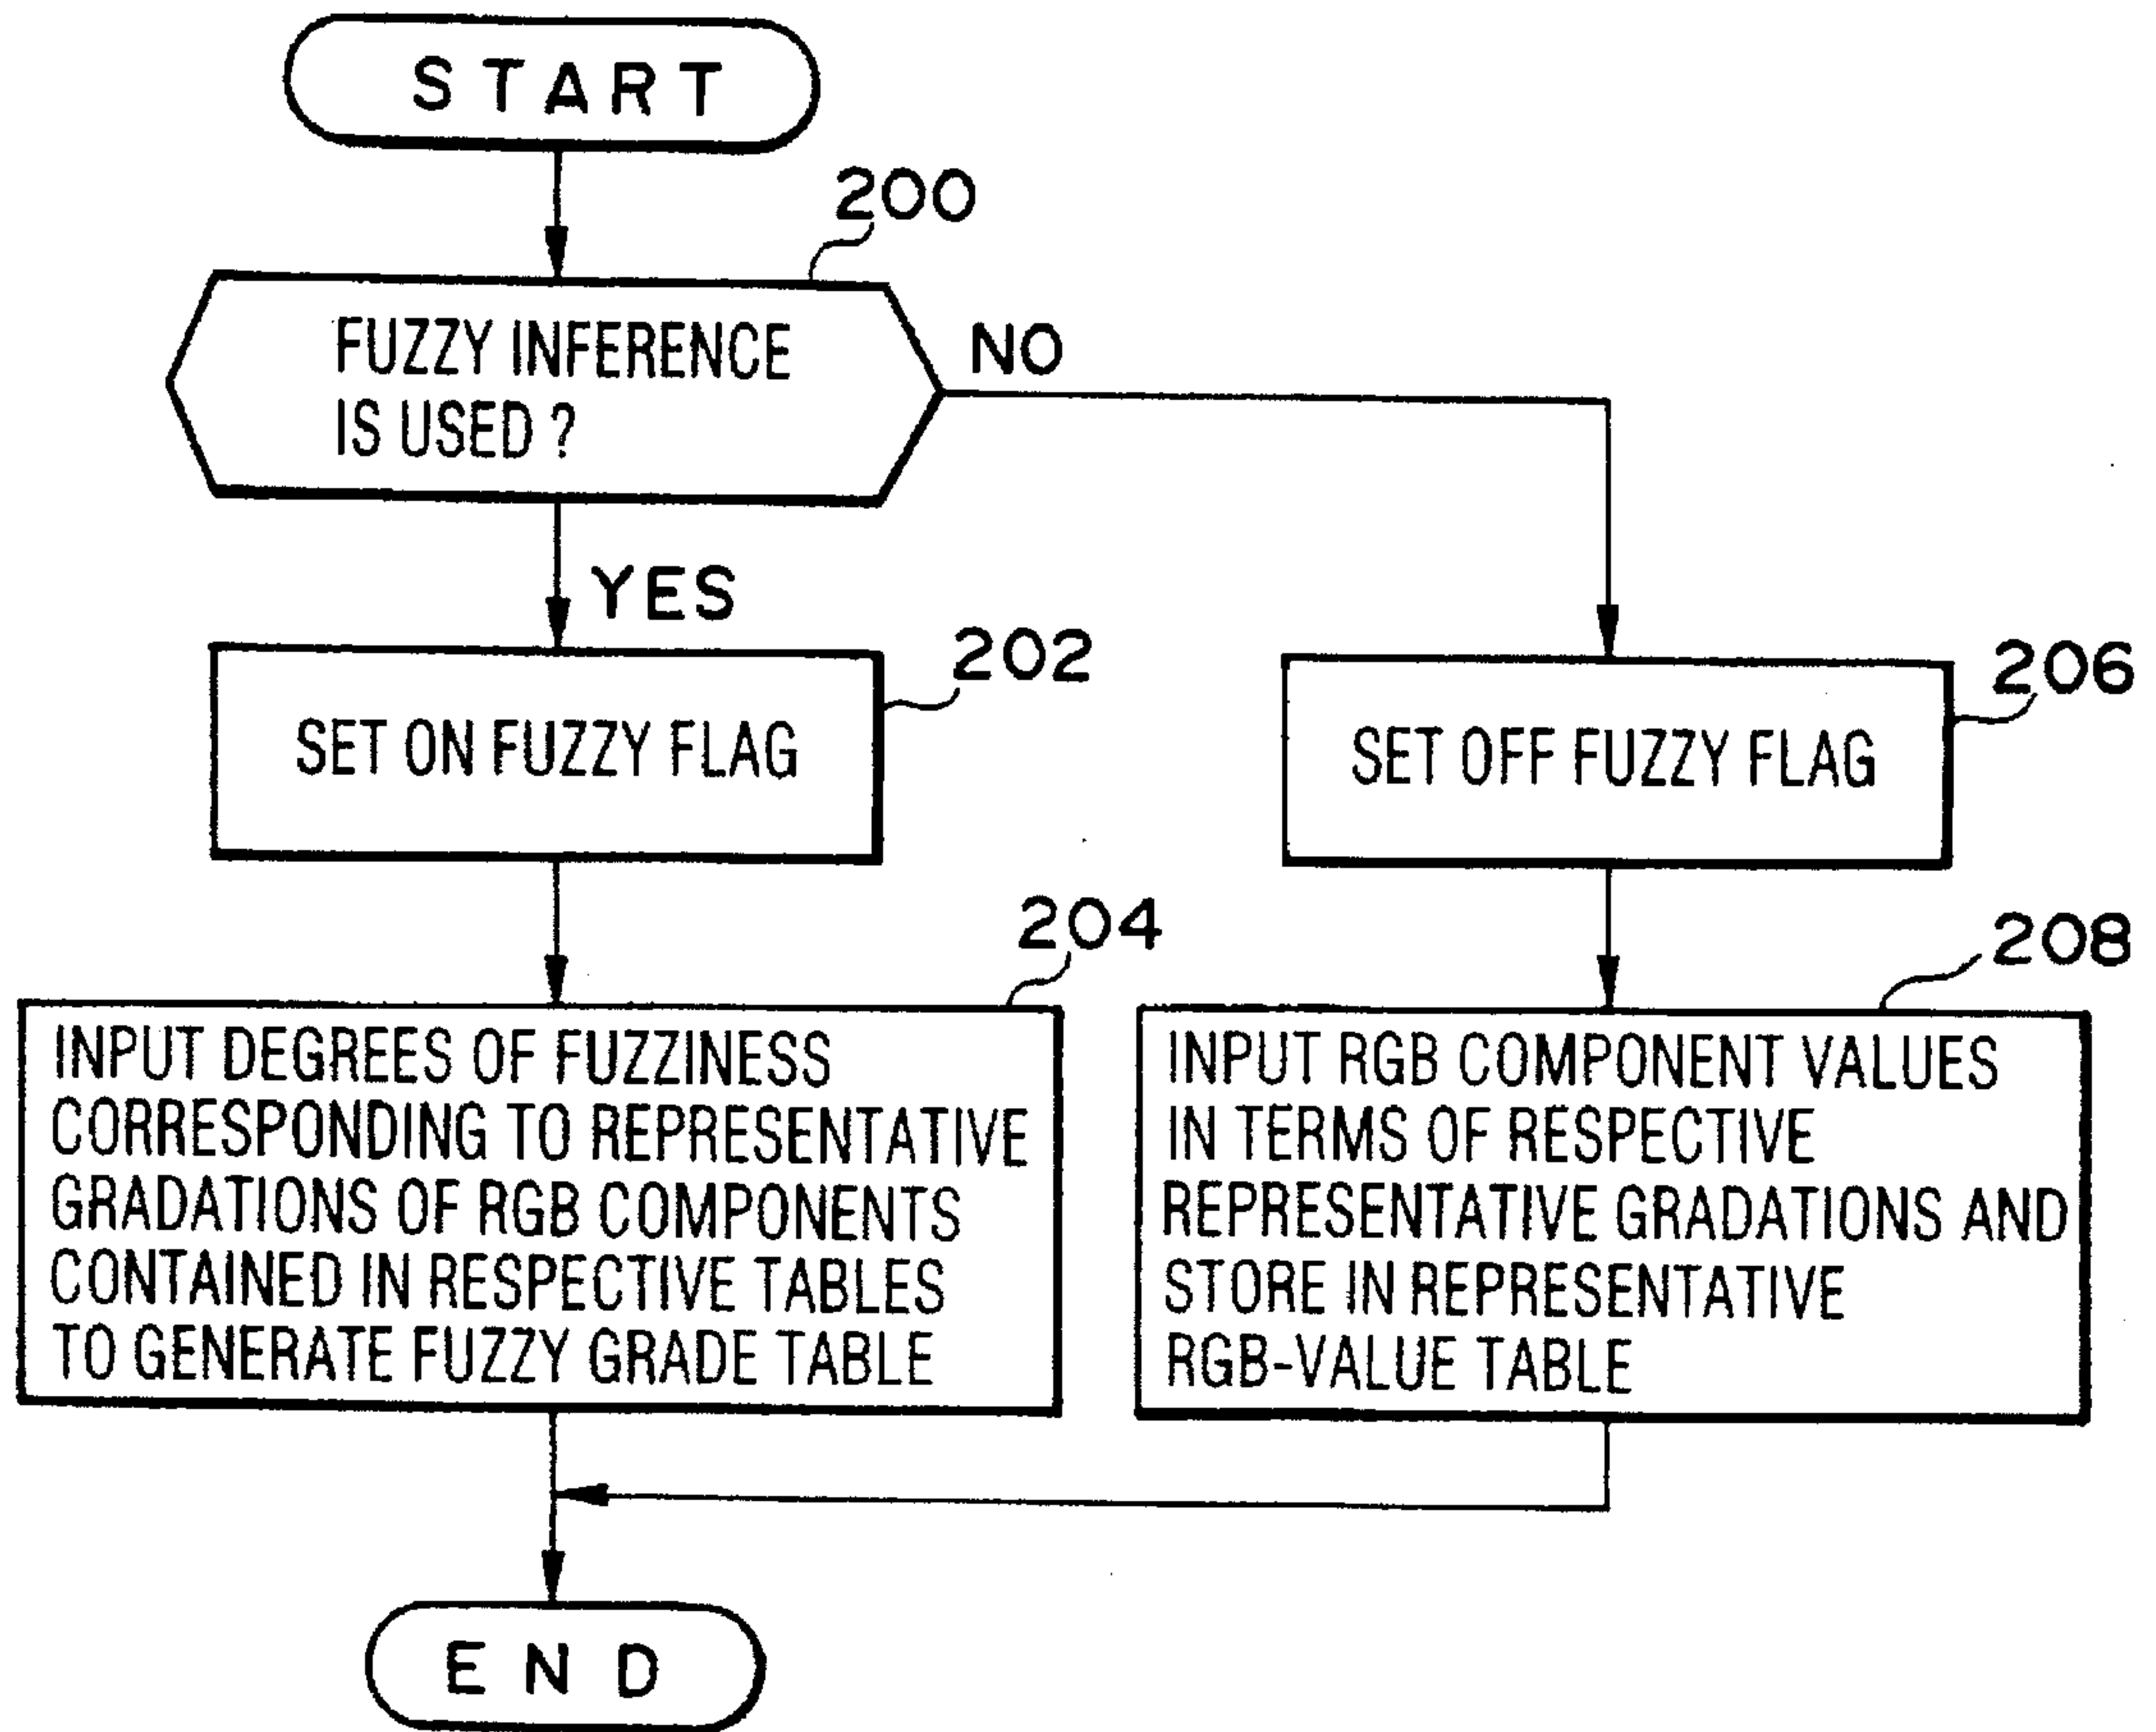 START
200
FUZZY INFERENCE
IS USED ?
NO
YES
202
SET ON FUZZY FLAG
206
SET OFF FUZZY FLAG
204
INPUT DEGREES OF FUZZINESS
CORRESPONDING TO REPRESENTATIVE
GRADATIONS OF RGB COMPONENTS
CONTAINED IN RESPECTIVE TABLES
TO GENERATE FUZZY GRADE TABLE
208
INPUT RGB COMPONENT VALUES
IN TERMS OF RESPECTIVE
REPRESENTATIVE GRADATIONS AND
STORE IN REPRESENTATIVE
RGB-VALUE TABLE
END